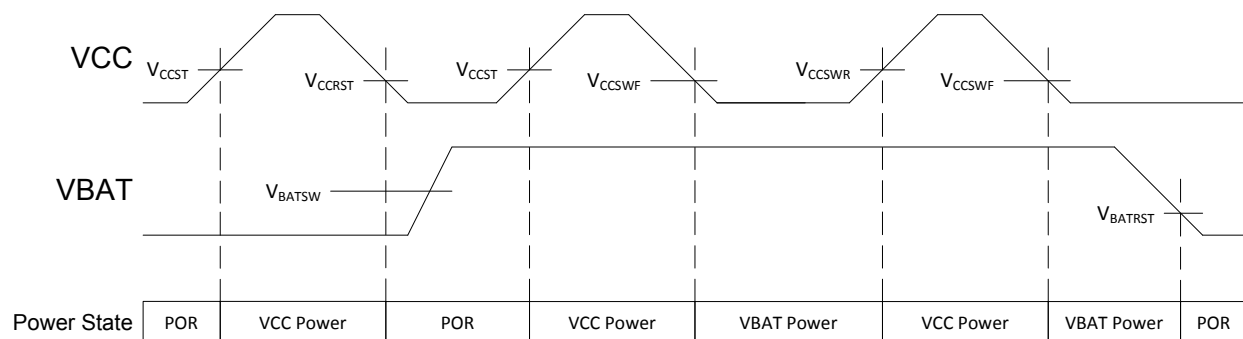 VCC
VCCST
VCCRST
VCCST
VCCSWF
VCCSWR
VCCSWF
VBAT
VBATSW
VBATRST
Power State POR VCC Power POR VCC Power VBAT Power VCC Power VBAT Power POR